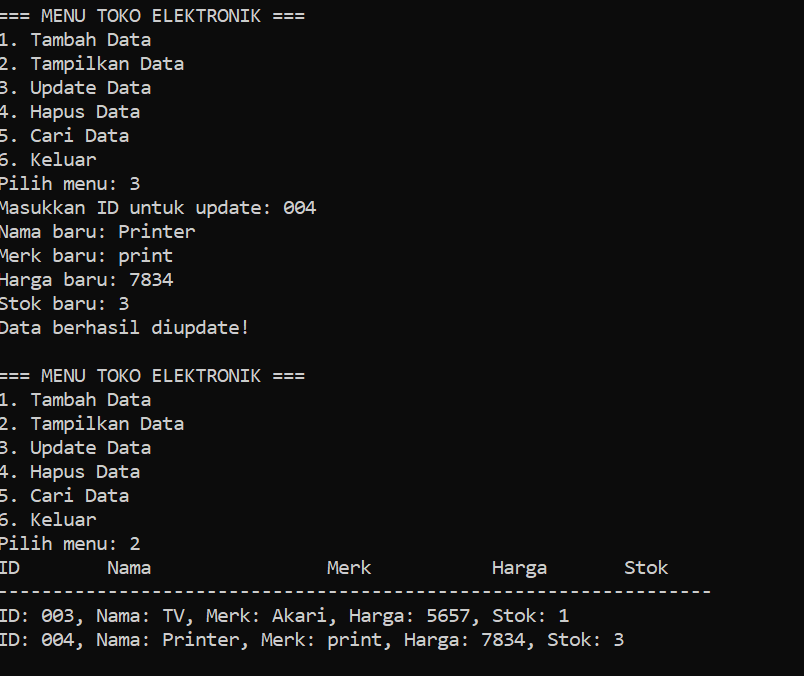 === MENU TOKO ELEKTRONIK ===
1. Tambah Data
2. Tampilkan Data
3. Update Data
4. Hapus Data
5. Cari Data
6. Keluar
Pilih menu: 3
Masukkan ID untuk update: 004
Nama baru: Printer
Merk baru: print
Harga baru: 7834
Stok baru: 3
Data berhasil diupdate!

=== MENU TOKO ELEKTRONIK ===
1. Tambah Data
2. Tampilkan Data
3. Update Data
4. Hapus Data
5. Cari Data
6. Keluar
Pilih menu: 2
ID        Nama                Merk           Harga       Stok
-----------------------------------------------------------------
ID: 003, Nama: TV, Merk: Akari, Harga: 5657, Stok: 1
ID: 004, Nama: Printer, Merk: print, Harga: 7834, Stok: 3